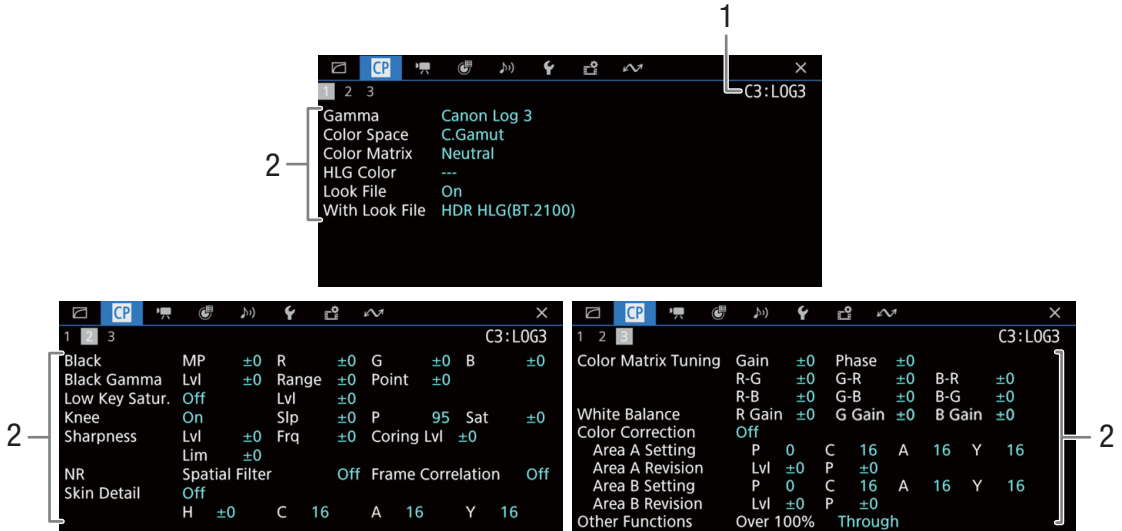 1
CP
×
1 2 3 C3:LOG3
Gamma Canon Log 3
Color Space C.Gamut
2 Color Matrix Neutral
HLG Color ---
Look File On
With Look File HDR HLG(BT.2100)
CP ×
1 2 3 C3:LOG3
Black MP ±0 R ±0 G ±0 B ±0
Black Gamma Lvl ±0 Range ±0 Point ±0
Low Key Satur. Off Lvl ±0
Knee On Slp ±0 P 95 Sat ±0
2 Sharpness Lvl ±0 Frq ±0 Coring Lvl ±0
Lim ±0
NR Spatial Filter Off Frame Correlation Off
Skin Detail Off
H ±0 C 16 A 16 Y 16
CP ×
1 2 3 C3:LOG3
Color Matrix Tuning Gain ±0 Phase ±0
R-G ±0 G-R ±0 B-R ±0
R-B ±0 G-B ±0 B-G ±0
White Balance R Gain ±0 G Gain ±0 B Gain ±0
Color Correction Off 2
Area A Setting P 0 C 16 A 16 Y 16
Area A Revision Lvl ±0 P ±0
Area B Setting P 0 C 16 A 16 Y 16
Area B Revision Lvl ±0 P ±0
Other Functions Over 100% Through